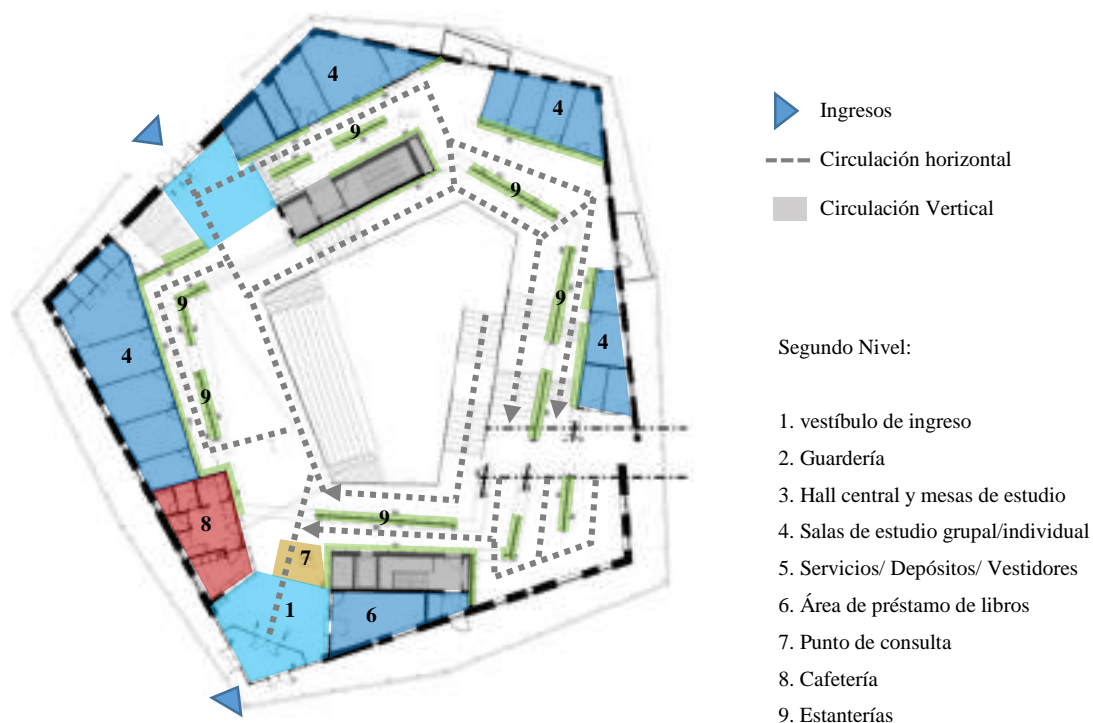 4
4
9
9
9
9
4
4
9
9
8
7
1
6
Ingresos
Circulación horizontal
Circulación Vertical
Segundo Nivel:
1. vestíbulo de ingreso
2. Guardería
3. Hall central y mesas de estudio
4. Salas de estudio grupal/individual
5. Servicios/ Depósitos/ Vestidores
6. Área de préstamo de libros
7. Punto de consulta
8. Cafetería
9. Estanterías